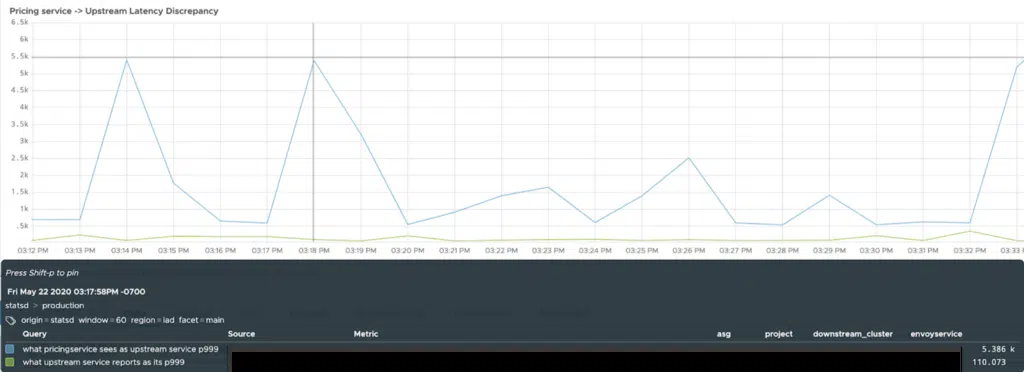 Pricing service -> Upstream Latency Discrepancy
6.5k
6k
5.5k
5k
4.5k
4k
3.5k
3k
2.5k
2k
1.5k
1k
.5k
03:12 PM 03:13 PM 03:14 PM 03:15 PM 03:16 PM 03:17 PM 03:18 PM 03:19 PM 03:20 PM 03:21 PM 03:22 PM 03:23 PM 03:24 PM 03:25 PM 03:26 PM 03:27 PM 03:28 PM 03:29 PM 03:30 PM 03:31 PM 03:32 PM 03:33
Press Shift-p to pin
Fri May 22 2020 03:17:58PM -0700
statsd > production
origin = statsd window = 60 region = iad facet = main
Query Source Metric asg project downstream_cluster envoyservice
what pricingservice sees as upstream service p999 5.386 k
what upstream service reports as its p999 110.073